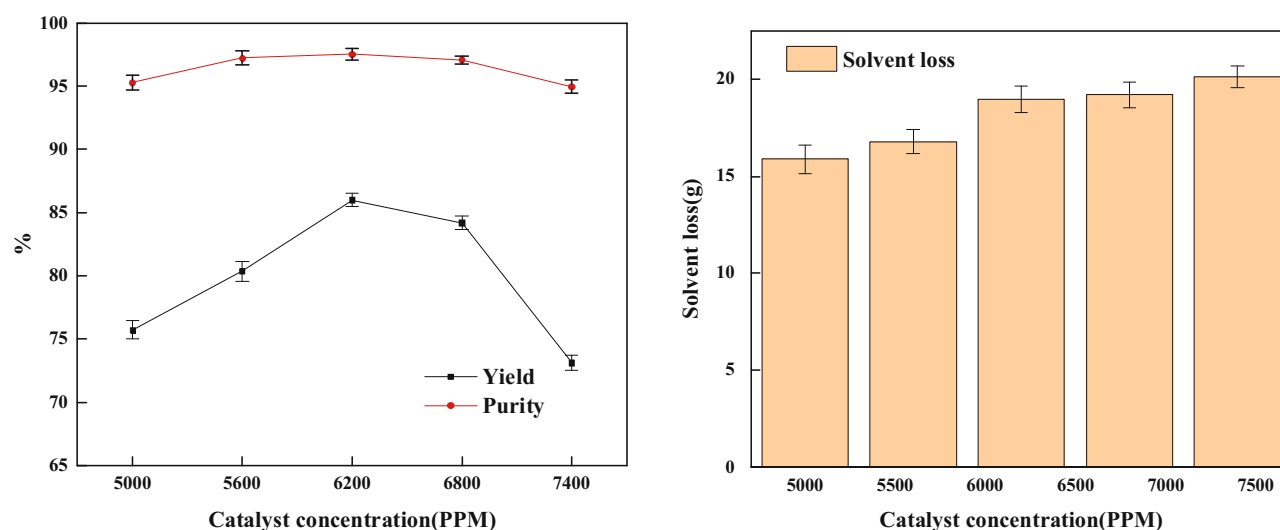 100
95
90
85
80
75
70
65
%
Yield
Purity
5000 5600 6200 6800 7400
Catalyst concentration(PPM)
20
15
10
5
0
Solvent loss(g)
Solvent loss
5000 5500 6000 6500 7000 7500
Catalyst concentration(PPM)